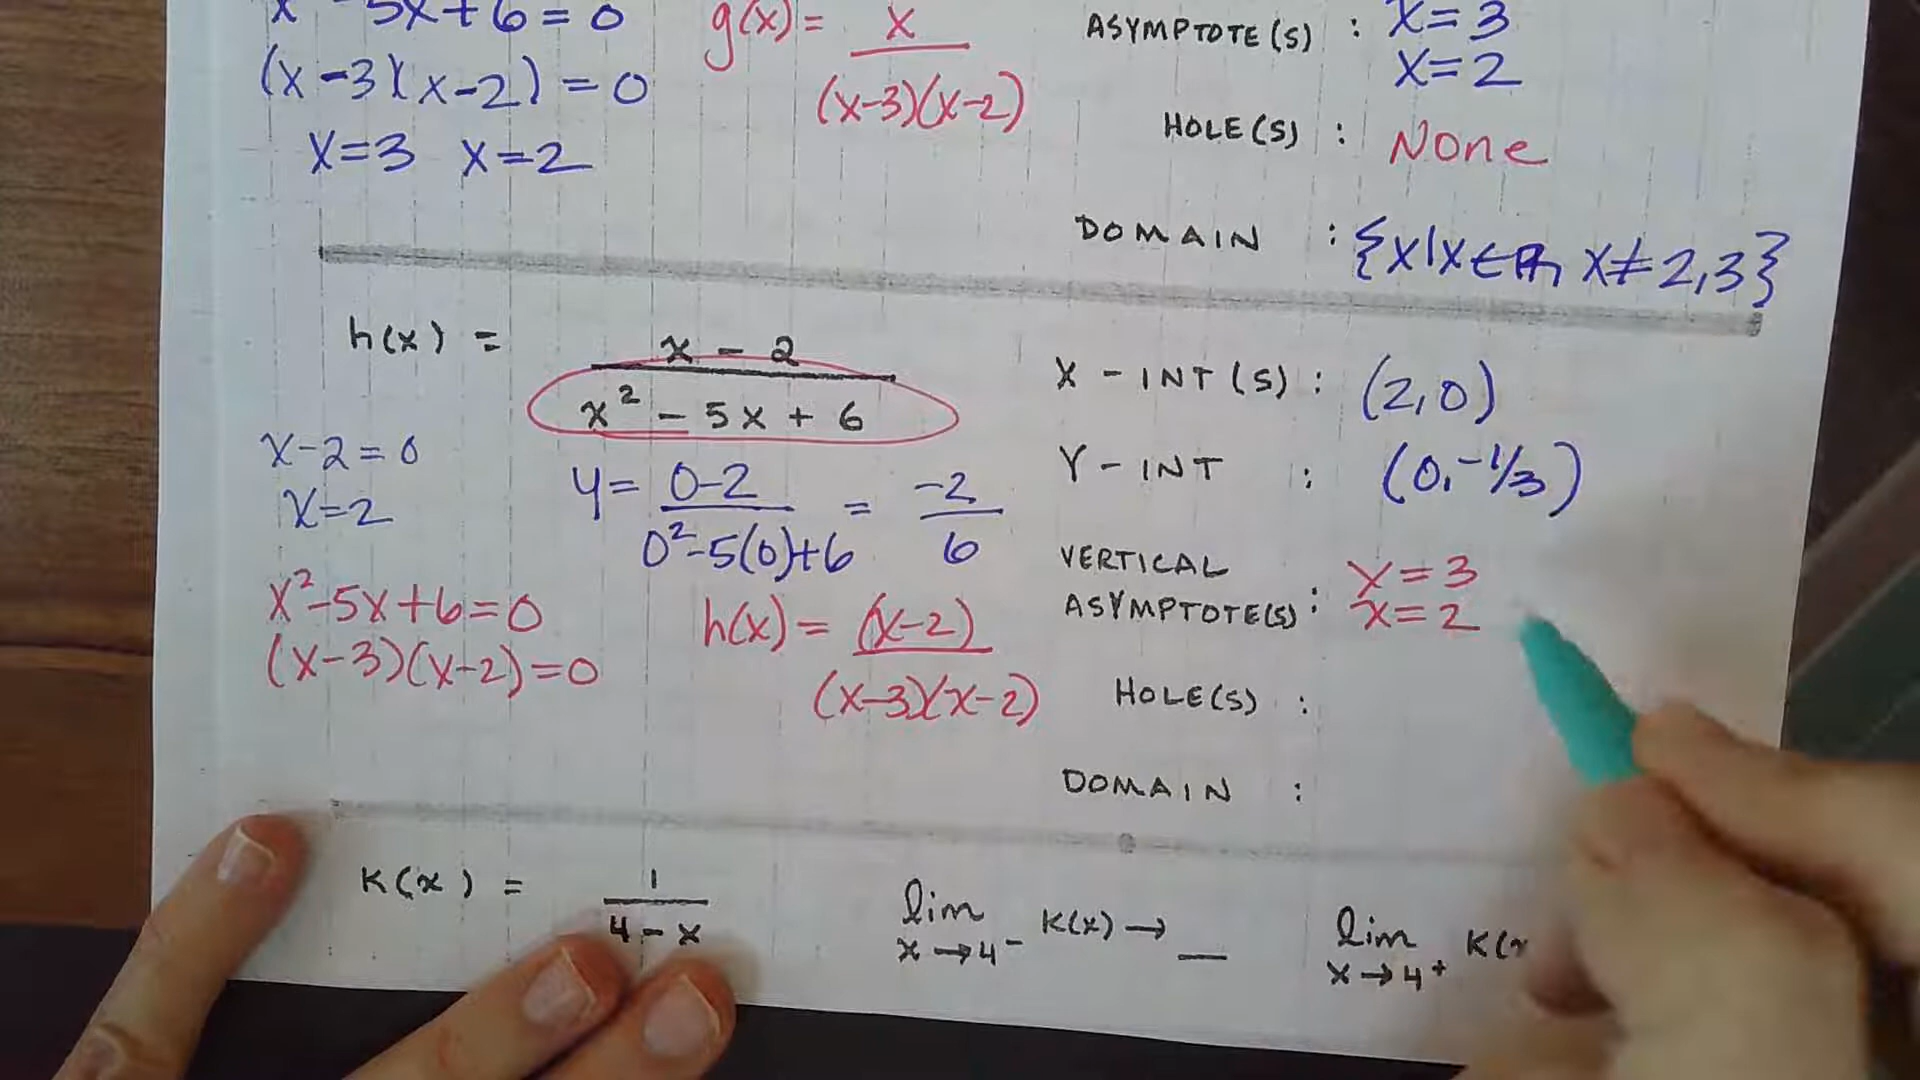 x² - 5x + 6 = 0
(x - 3)(x - 2) = 0
x = 3 x = 2
g(x) = x / (x-3)(x-2)
ASYMPTOTE(S) : x = 3
x = 2
HOLE(S) : None
DOMAIN : {x|x∈ℝ, x≠2,3}
h(x) = x - 2 / x² - 5x + 6
x-2 = 0
x = 2
y = 0-2 / 0²-5(0)+6 = -2 / 6
x²-5x+6=0
(x-3)(x-2)=0
h(x) = (x-2) / (x-3)(x-2)
X - INT(S) : (2,0)
Y - INT : (0,-1/3)
VERTICAL
ASYMPTOTE(S) : x = 3
x = 2
HOLE(S) :
DOMAIN :
K(x) = 1 / 4 - x
lim x→4⁻ K(x) → __
lim x→4⁺ K(x